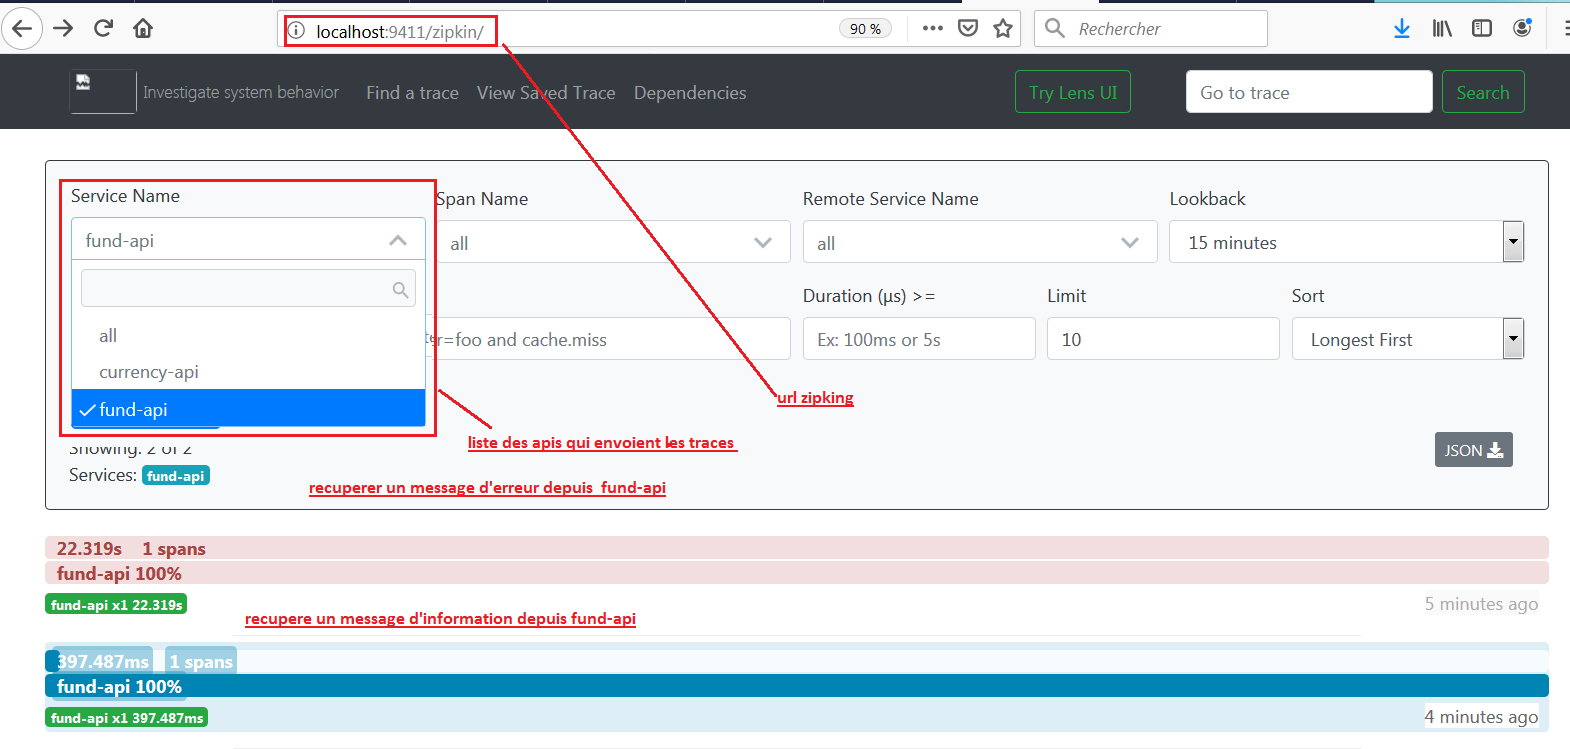 localhost:9411/zipkin/
90 %
Rechercher
Investigate system behavior
Find a trace
View Saved Trace
Dependencies
Try Lens UI
Go to trace
Search
Service Name
Span Name
Remote Service Name
Lookback
fund-api
all
all
15 minutes
all
currency-api
fund-api
Duration (µs) >=
Limit
Sort
r=foo and cache.miss
Ex: 100ms or 5s
10
Longest First
url zipking
liste des apis qui envoient les traces
Showing: 2 of 2
JSON
Services: fund-api
recuperer un message d'erreur depuis fund-api
22.319s 1 spans
fund-api 100%
fund-api x1 22.319s
5 minutes ago
recupere un message d'information depuis fund-api
397.487ms 1 spans
fund-api 100%
fund-api x1 397.487ms
4 minutes ago